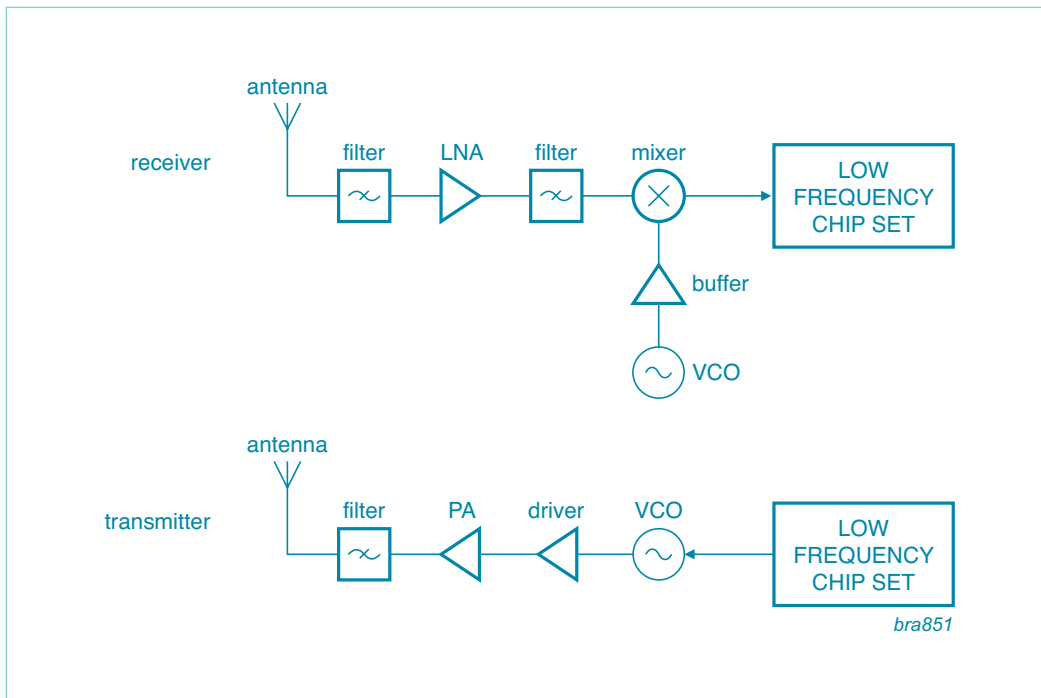 antenna
receiver
filter
LNA
filter
mixer
LOW
FREQUENCY
CHIP SET
buffer
VCO
antenna
transmitter
filter
PA
driver
VCO
LOW
FREQUENCY
CHIP SET
bra851